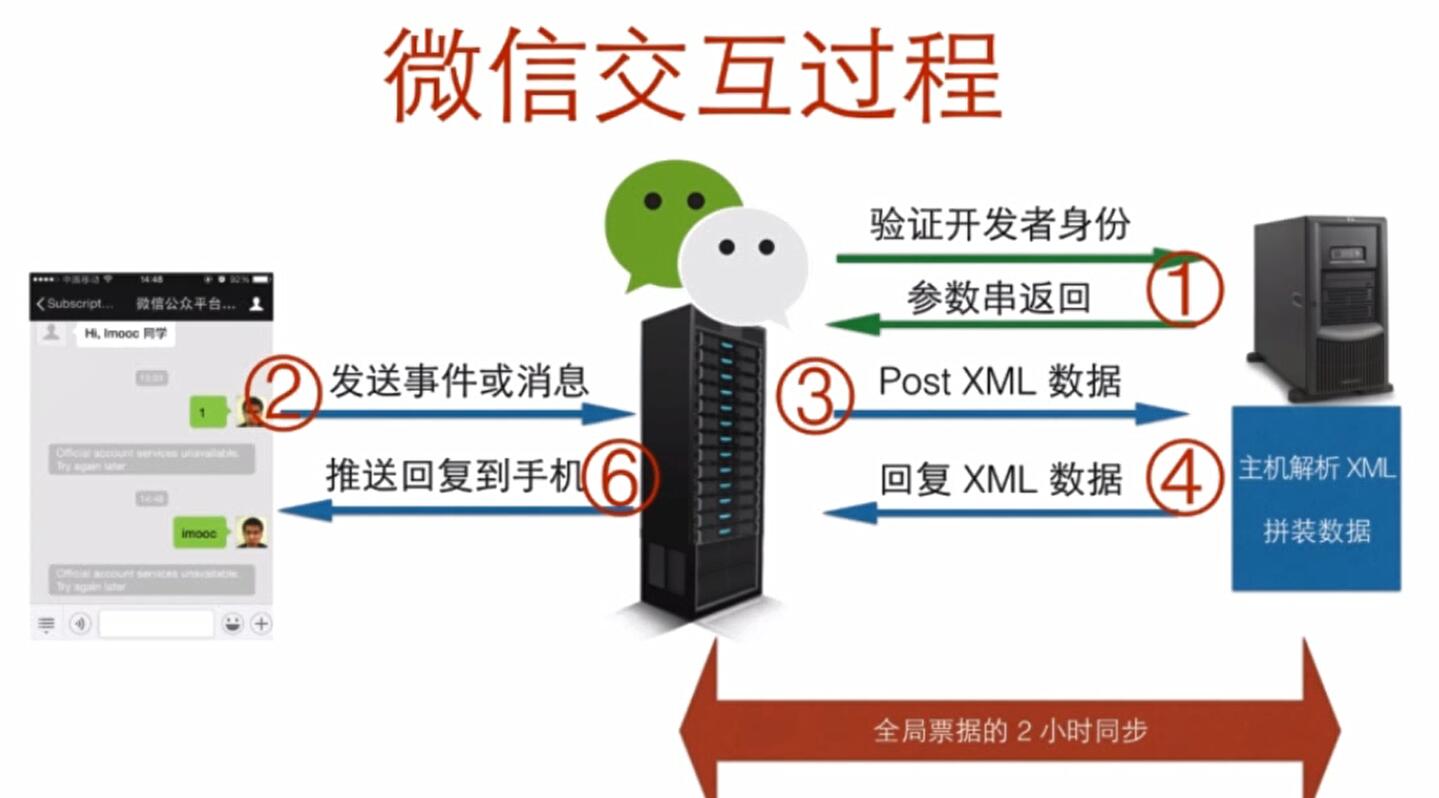 微信交互过程
验证开发者身份
①
参数串返回
中国移动 14:48 92%
Subscript... 微信公众平台...
Hi, Imooc 同学
1
Official account services unavailable.
Try again later
14:48
imooc
Official account services unavailable.
Try again later
②
发送事件或消息
推送回复到手机
⑥
③
Post XML 数据
回复 XML 数据
④
主机解析 XML
拼装数据
全局票据的 2 小时同步